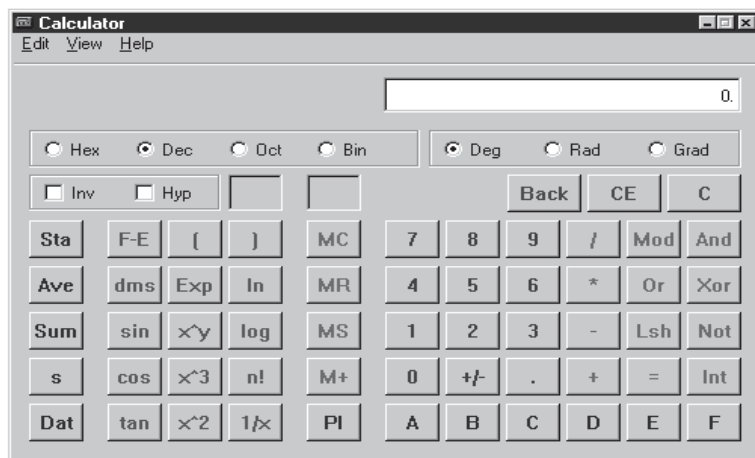 Calculator
Edit View Help
0.
Hex Dec Oct Bin Deg Rad Grad
Inv Hyp Back CE C
Sta F-E ( ) MC 7 8 9 / Mod And
Ave dms Exp ln MR 4 5 6 * Or Xor
Sum sin x^y log MS 1 2 3 - Lsh Not
s cos x^3 n! M+ 0 +/- . + = Int
Dat tan x^2 1/x PI A B C D E F